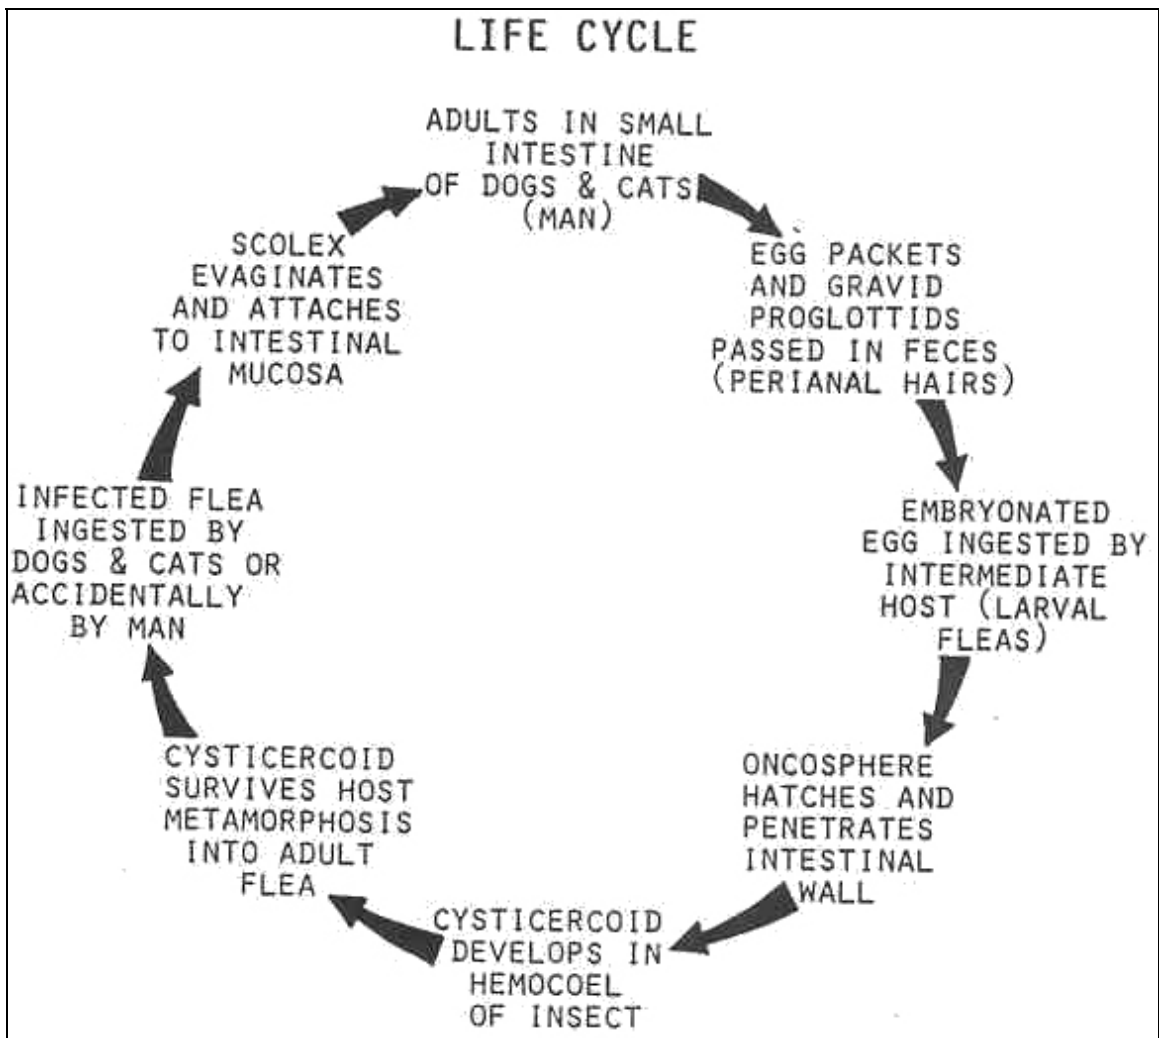 LIFE CYCLE
ADULTS IN SMALL
INTESTINE
OF DOGS & CATS
(MAN)
EGG PACKETS
AND GRAVID
PROGLOTTIDS
PASSED IN FECES
(PERIANAL HAIRS)
EMBRYONATED
EGG INGESTED BY
INTERMEDIATE
HOST (LARVAL
FLEAS)
ONCOSPHERE
HATCHES AND
PENETRATES
INTESTINAL
WALL
CYSTICERCOID
DEVELOPS IN
HEMOCOEL
OF INSECT
CYSTICERCOID
SURVIVES HOST
METAMORPHOSIS
INTO ADULT
FLEA
INFECTED FLEA
INGESTED BY
DOGS & CATS OR
ACCIDENTALLY
BY MAN
SCOLEX
EVAGINATES
AND ATTACHES
TO INTESTINAL
MUCOSA